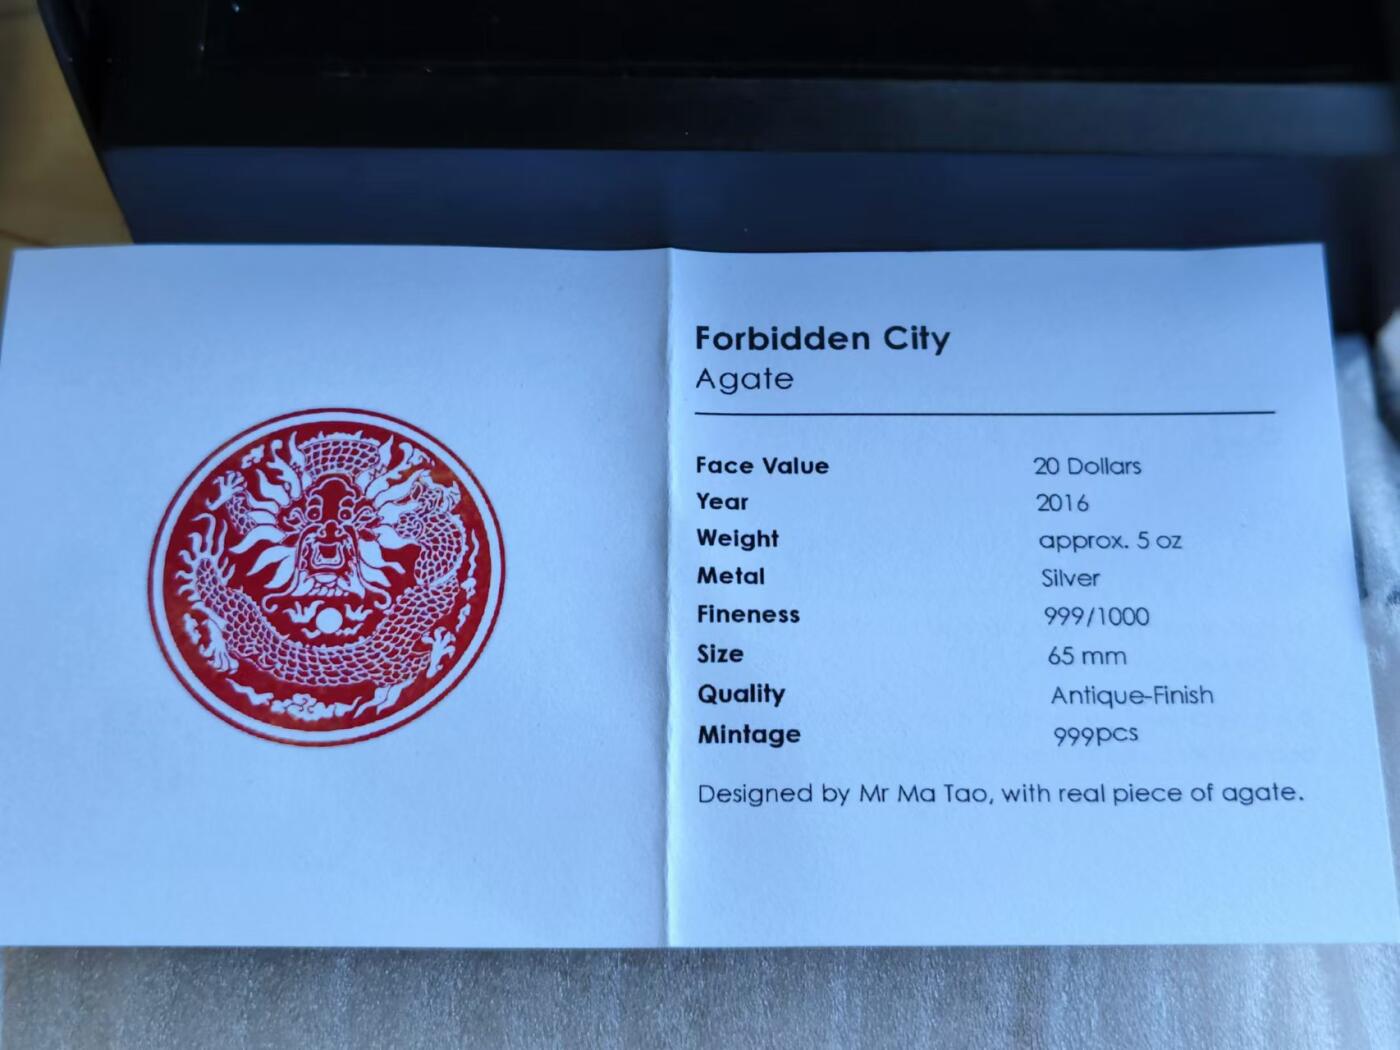 Forbidden City
Agate
Face Value 20 Dollars
Year 2016
Weight approx. 5 oz
Metal Silver
Fineness 999/1000
Size 65 mm
Quality Antique-Finish
Mintage 999pcs
Designed by Mr Ma Tao, with real piece of agate.